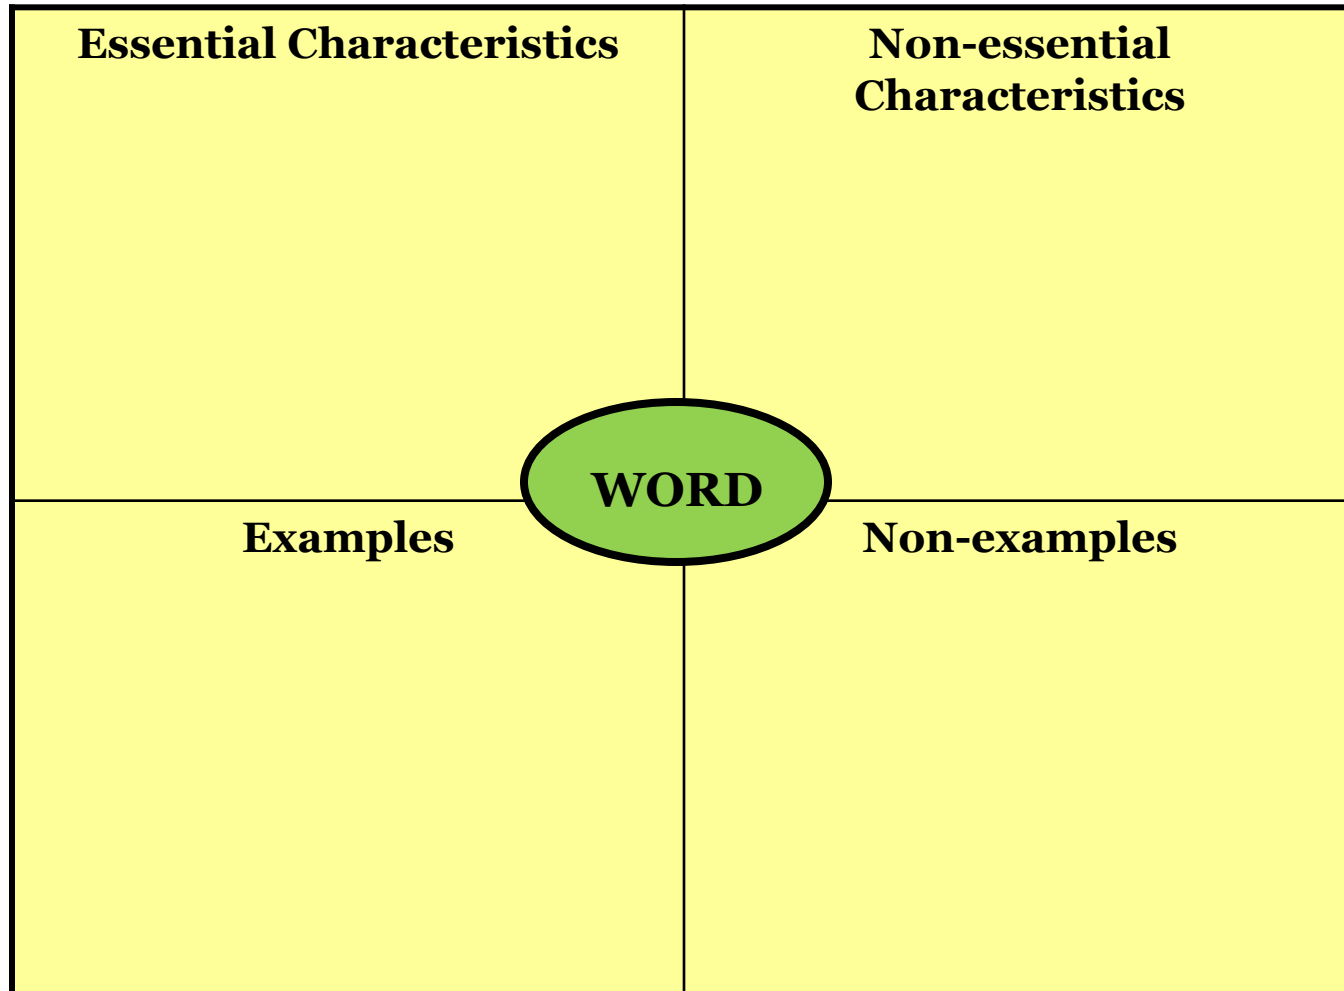 Essential Characteristics
Non-essential
Characteristics
WORD
Examples
Non-examples